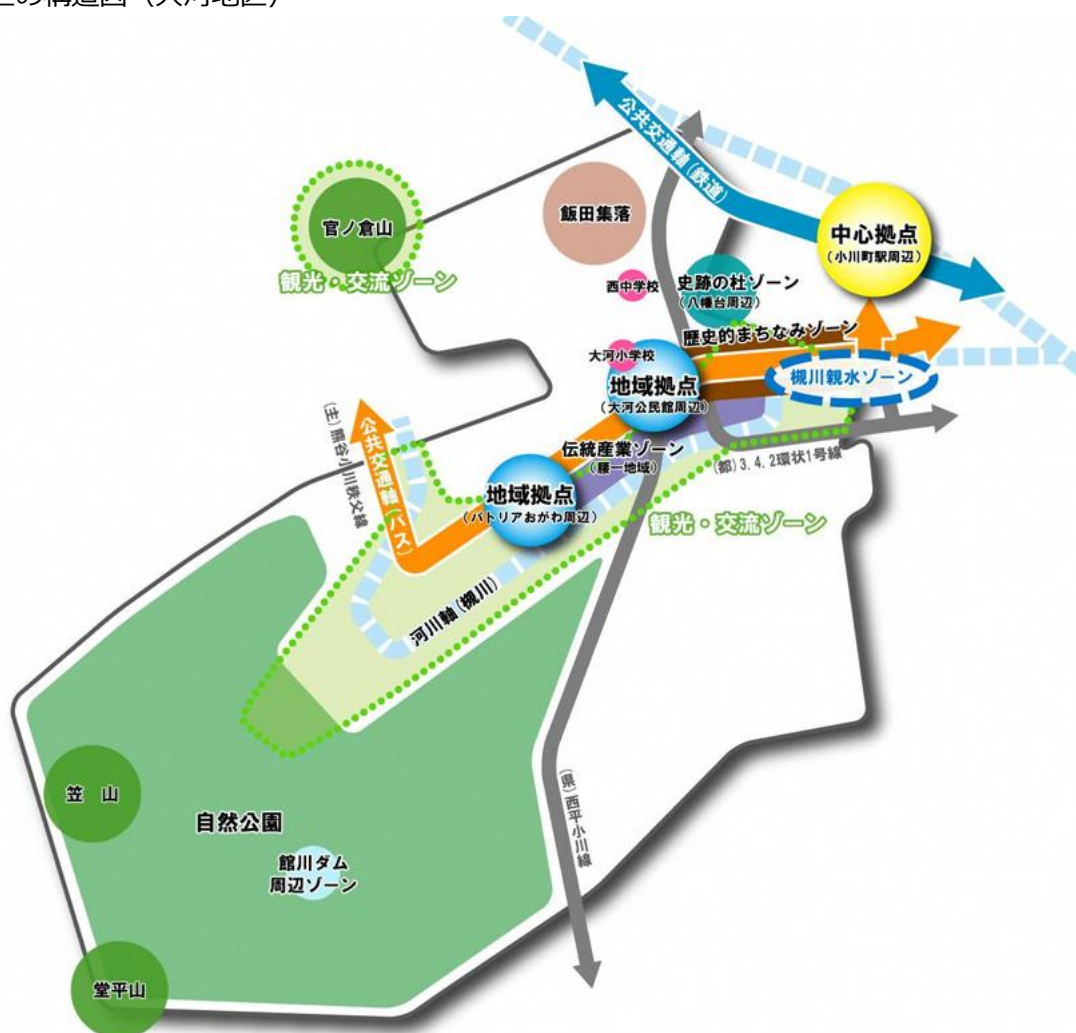 の構造図（大河地区）
公共交通軸（鉄道）
官ノ倉山
観光・交流ゾーン
飯田集落
中心拠点
（小川町駅周辺）
西中学校
史跡の杜ゾーン
（八幡台周辺）
歴史的まちなみゾーン
大河小学校
地域拠点
（大河公民館周辺）
槻川親水ゾーン
（主）熊谷小川秩父線
公共交通軸（バス）
伝統産業ゾーン
（腰一地域）
（都）3.4.2環状1号線
地域拠点
（パトリアおがわ周辺）
観光・交流ゾーン
河川軸（槻川）
笠 山
自然公園
（県）西平小川線
館川ダム
周辺ゾーン
堂平山